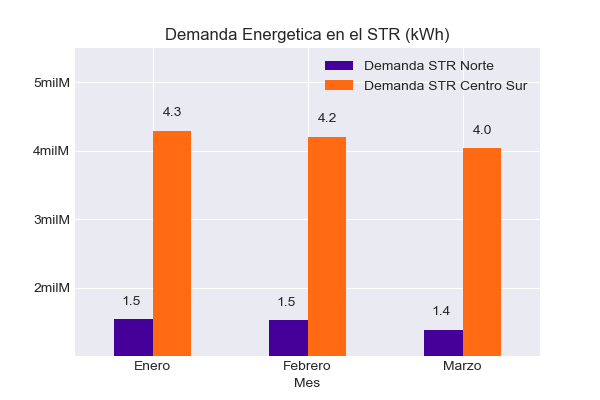 Demanda Energetica en el STR (kWh)
Demanda STR Norte
Demanda STR Centro Sur
5milM
4milM
3milM
2milM
1.5
4.3
1.5
4.2
1.4
4.0
Enero
Febrero
Marzo
Mes